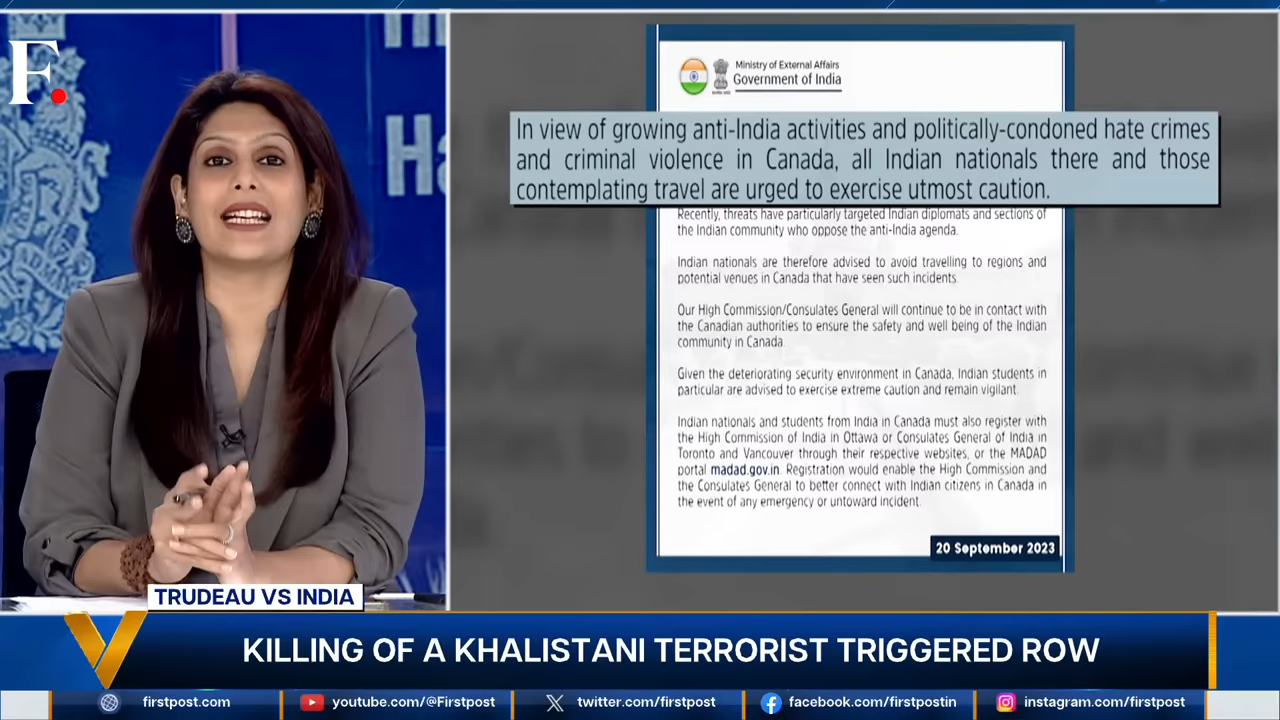 F.
Ha
Ministry of External Affairs
Government of India
In view of growing anti-India activities and politically-condoned hate crimes
and criminal violence in Canada, all Indian nationals there and those
contemplating travel are urged to exercise utmost caution.
Recently, threats have particularly targeted Indian diplomats and sections of
the Indian community who oppose the anti-India agenda.
Indian nationals are therefore advised to avoid travelling to regions and
potential venues in Canada that have seen such incidents.
Our High Commission/Consulates General will continue to be in contact with
the Canadian authorities to ensure the safety and well being of the Indian
community in Canada.
Given the deteriorating security environment in Canada, Indian students in
particular are advised to exercise extreme caution and remain vigilant.
Indian nationals and students from India in Canada must also register with
the High Commission of India in Ottawa or Consulates General of India in
Toronto and Vancouver through their respective websites, or the MADAD
portal madad.gov.in. Registration would enable the High Commission and
the Consulates General to better connect with Indian citizens in Canada in
the event of any emergency or untoward incident.
20 September 2023
TRUDEAU VS INDIA
V
KILLING OF A KHALISTANI TERRORIST TRIGGERED ROW
firstpost.com
youtube.com/@Firstpost
twitter.com/firstpost
facebook.com/firstpostin
instagram.com/firstpost